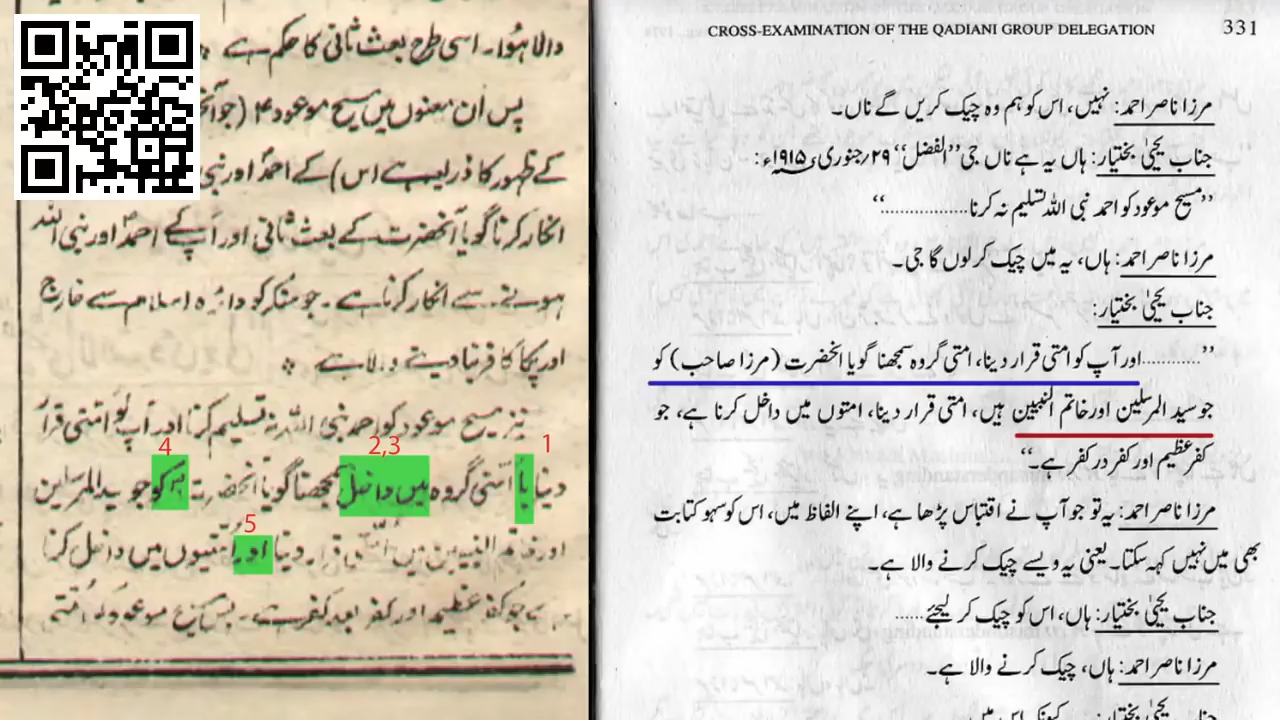 والا ہوا۔ اسی طرح بعث ثانی کا حکم ہے
پس ان معنوں میں مسیح موعودؑ (جو
کے ظہور کا ذریعہ ہے اس) کے احمدؐ اور نبی
انکار کرنا گویا آنحضرت کے بعث ثانی اور آپ کے احمدؐ اور نبی اللہ
ہونے سے انکار کرنا ہے۔ جو منکر کو دائرہ اسلام سے خارج
اور پکا کافر بنا دینے والا ہے
نیز مسیح موعود کو احمد نبی اللہ نہ تسلیم کرنا اور آپ کو امتی قرار
4 2,3 1
دینا یا امتی گروہ میں داخل سمجھنا گویا آنحضرتؐ کو جو سید المرسلین
5
اور خاتم النبیین ہیں امتی قرار دینا اور امتیوں میں داخل کرنا
ہے جو کفر عظیم اور کفر بعد کفر ہے۔ پس مسیح موعود کو امتی
CROSS-EXAMINATION OF THE QADIANI GROUP DELEGATION 331
مرزا ناصر احمد: نہیں، اس کو ہم وہ چیک کریں گے ناں۔
جناب یحییٰ بختیار: ہاں یہ ہے ناں جی ”الفضل“ ۲۹؍جنوری ۱۹۱۵ء:
”مسیح موعود کو احمد نبی اللہ تسلیم نہ کرنا ..................“
مرزا ناصر احمد: ہاں، یہ میں چیک کر لوں گا جی۔
جناب یحییٰ بختیار:
”............ اور آپ کو امتی قرار دینا، امتی گروہ سمجھنا گویا آنحضرت (مرزا صاحب) کو
جو سید المرسلین اور خاتم النبیین ہیں، امتی قرار دینا، امتوں میں داخل کرنا ہے، جو
کفر عظیم اور کفر در کفر ہے۔“
مرزا ناصر احمد: یہ تو جو آپ نے اقتباس پڑھا ہے، اپنے الفاظ میں، اس کو سہو کتابت
بھی میں نہیں کہہ سکتا۔ یعنی یہ ویسے چیک کرنے والا ہے۔
جناب یحییٰ بختیار: ہاں، اس کو چیک کر لیجئے ......
مرزا ناصر احمد: ہاں، چیک کرنے والا ہے۔
جناب یحییٰ بختیار: